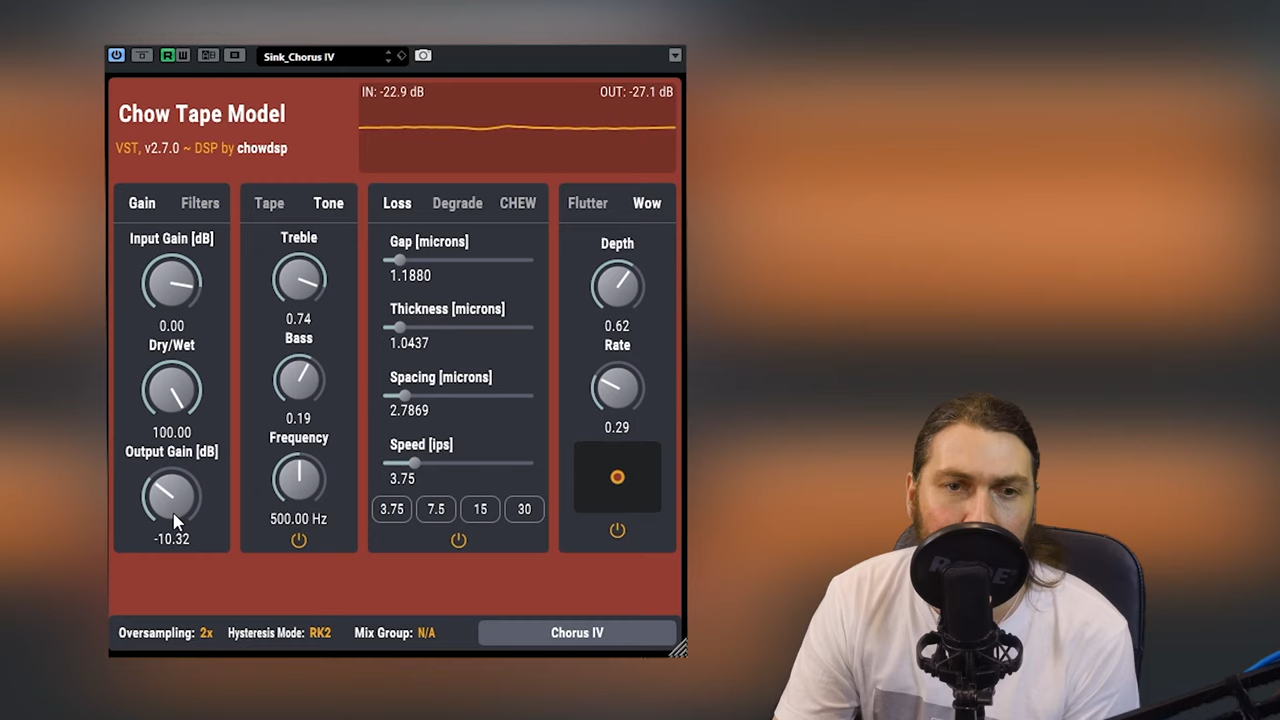 Sink_Chorus IV
IN: -22.9 dB
OUT: -27.1 dB
Chow Tape Model
VST, v2.7.0 ~ DSP by chowdsp
Gain Filters
Tape Tone
Loss Degrade CHEW
Flutter Wow
Input Gain [dB]
0.00
Dry/Wet
100.00
Output Gain [dB]
-10.32
Treble
0.74
Bass
0.19
Frequency
500.00 Hz
Gap [microns]
1.1880
Thickness [microns]
1.0437
Spacing [microns]
2.7869
Speed [ips]
3.75
3.75 7.5 15 30
Depth
0.62
Rate
0.29
Oversampling: 2x Hysteresis Mode: RK2 Mix Group: N/A Chorus IV